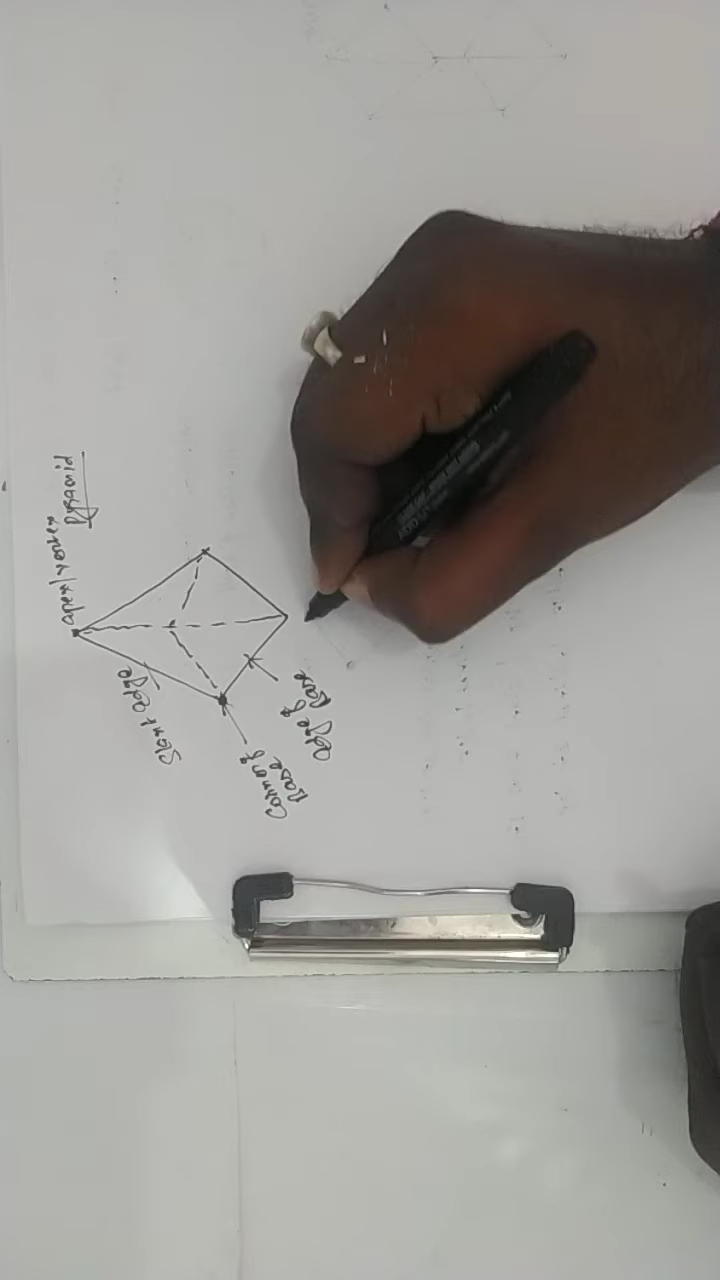 Pyramid
apex/vertex
Slant edge
Corner of
Base
edge of
Base